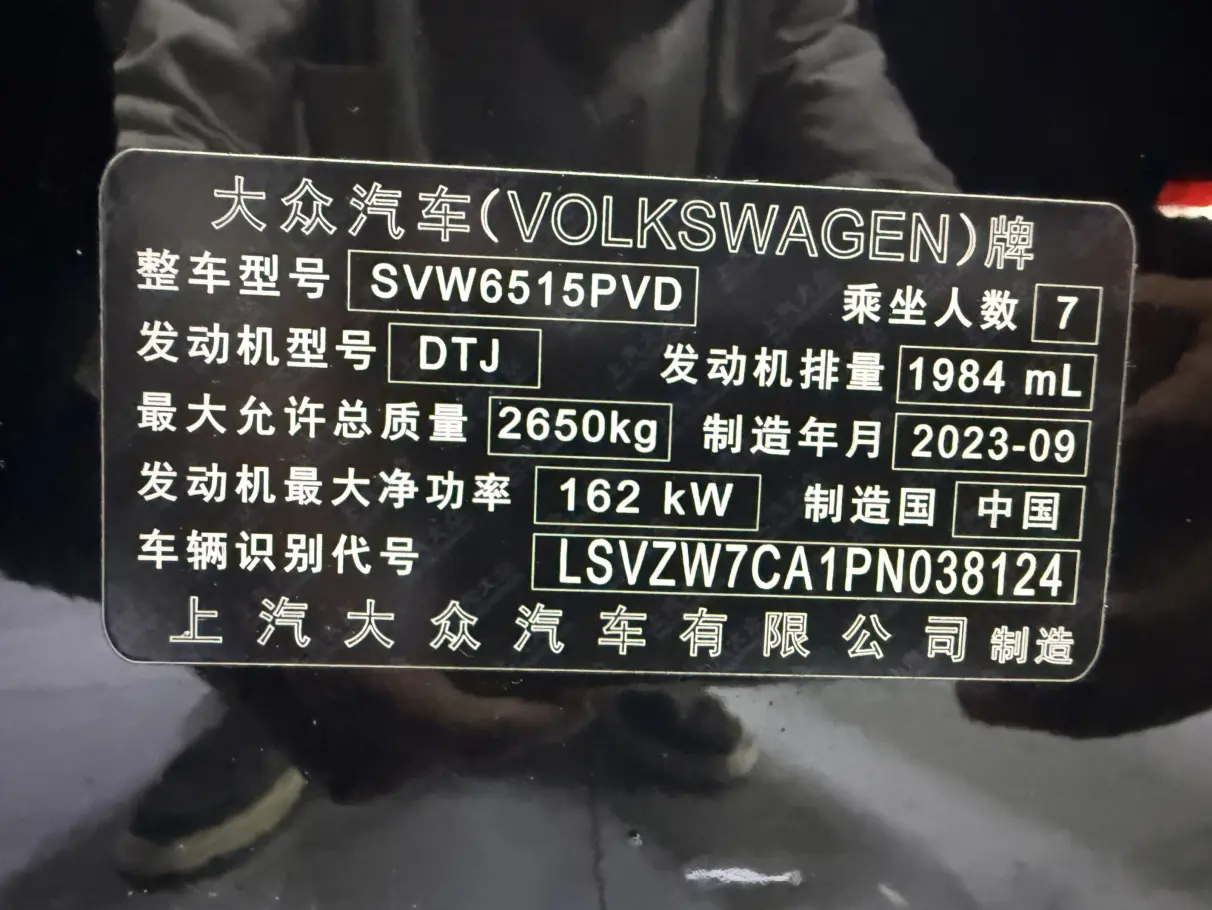 大众汽车(VOLKSWAGEN)牌
整车型号 SVW6515PVD 乘坐人数 7
发动机型号 DTJ 发动机排量 1984 mL
最大允许总质量 2650kg 制造年月 2023-09
发动机最大净功率 162 kW 制造国 中国
车辆识别代号 LSVZW7CA1PN038124
上汽大众汽车有限公司制造